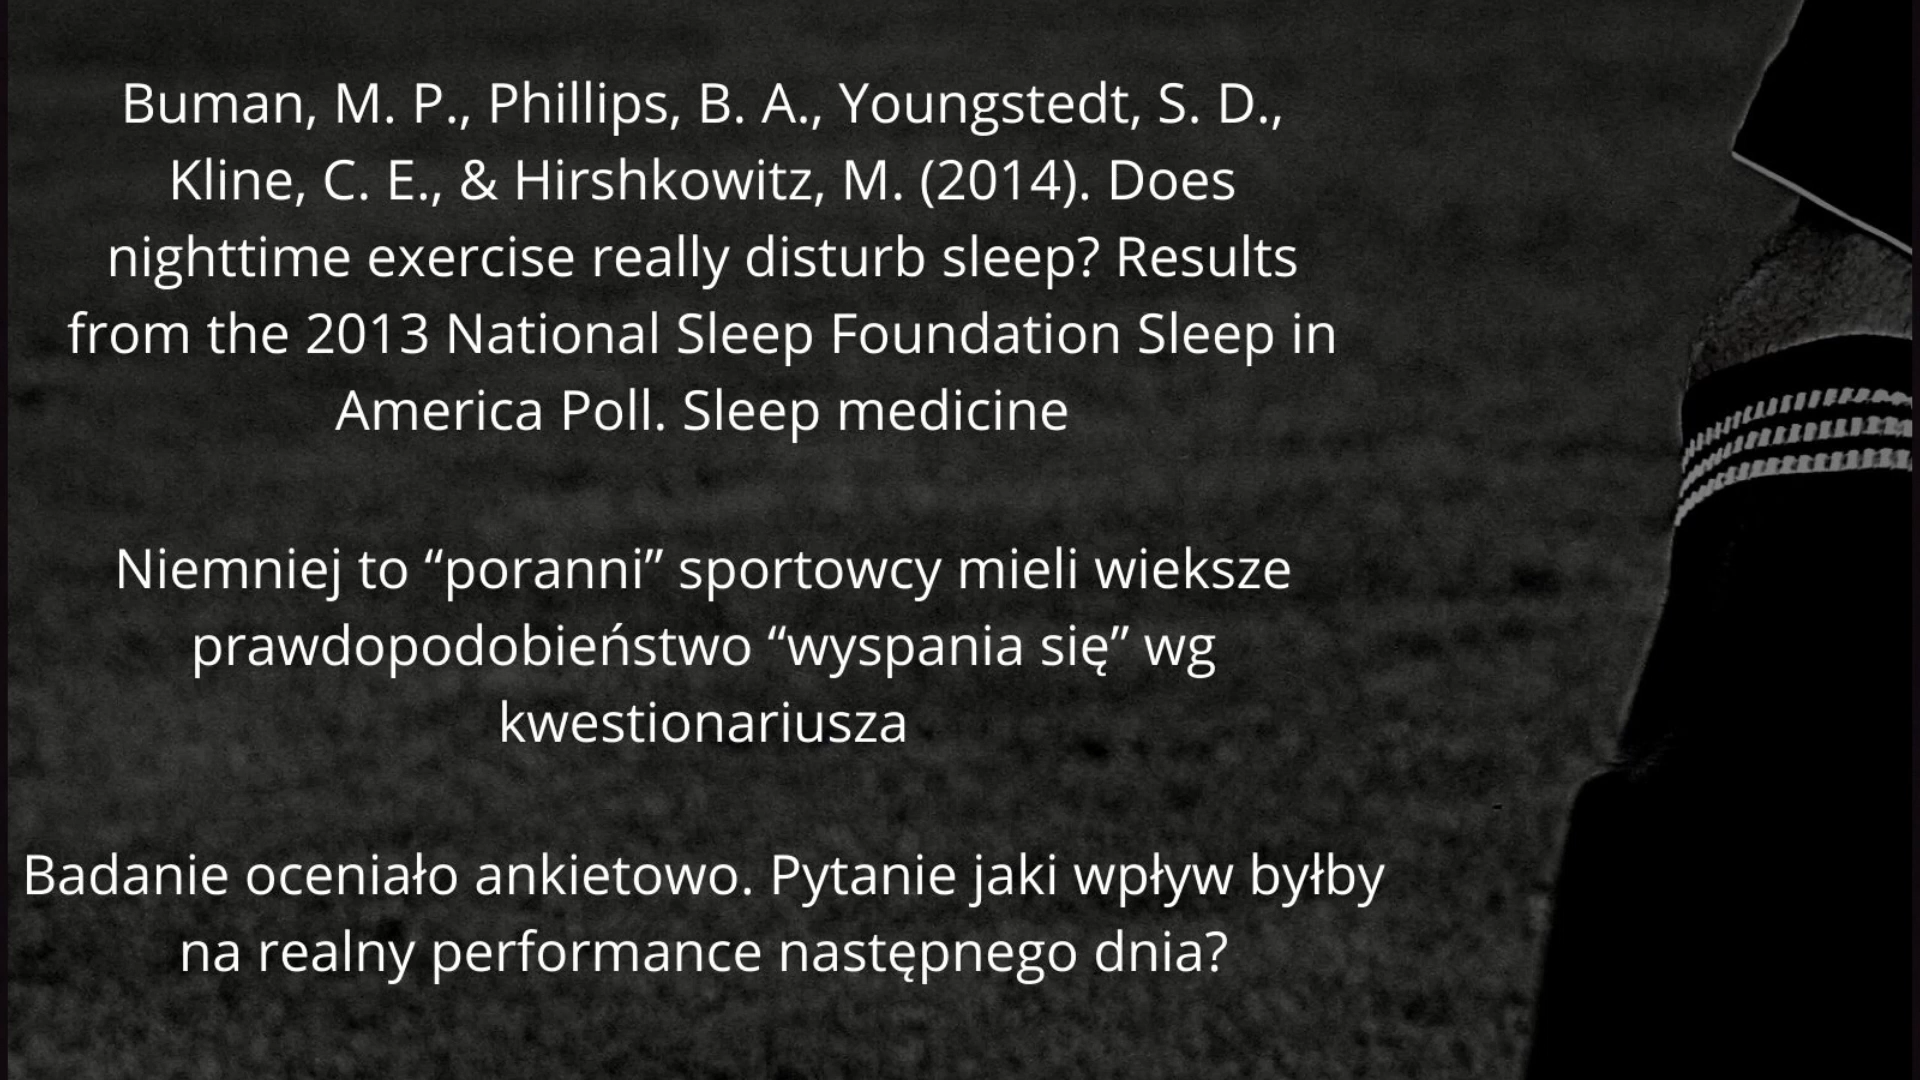 Buman, M. P., Phillips, B. A., Youngstedt, S. D.,
Kline, C. E., & Hirshkowitz, M. (2014). Does
nighttime exercise really disturb sleep? Results
from the 2013 National Sleep Foundation Sleep in
America Poll. Sleep medicine
Niemniej to “poranni” sportowcy mieli wieksze
prawdopodobieństwo “wyspania się” wg
kwestionariusza
Badanie oceniało ankietowo. Pytanie jaki wpływ byłby
na realny performance następnego dnia?